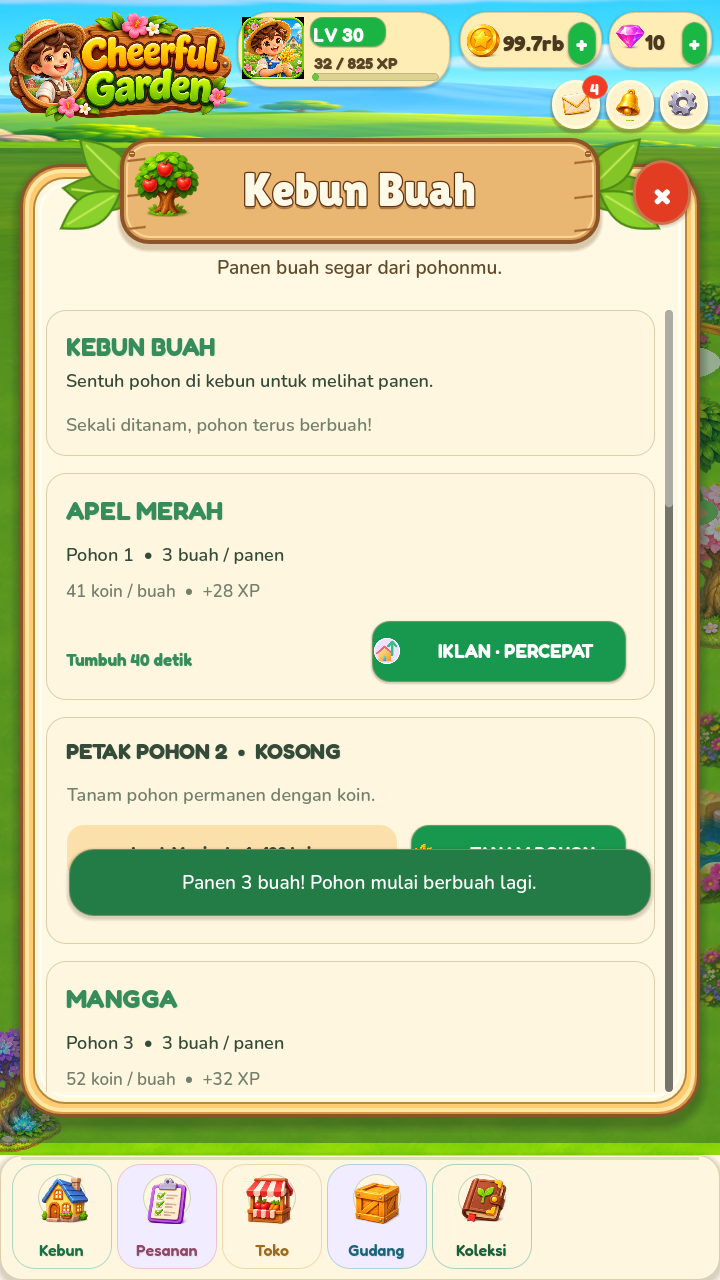 Cheerful
Garden
LV 30
32 / 825 XP
99.7rb
+
10
+
4
Kebun Buah
×
Panen buah segar dari pohonmu.
KEBUN BUAH
Sentuh pohon di kebun untuk melihat panen.
Sekali ditanam, pohon terus berbuah!
APEL MERAH
Pohon 1 • 3 buah / panen
41 koin / buah • +28 XP
Tumbuh 40 detik
IKLAN · PERCEPAT
PETAK POHON 2 • KOSONG
Tanam pohon permanen dengan koin.
TANAM POHON
Panen 3 buah! Pohon mulai berbuah lagi.
MANGGA
Pohon 3 • 3 buah / panen
52 koin / buah • +32 XP
Kebun
Pesanan
Toko
Gudang
Koleksi